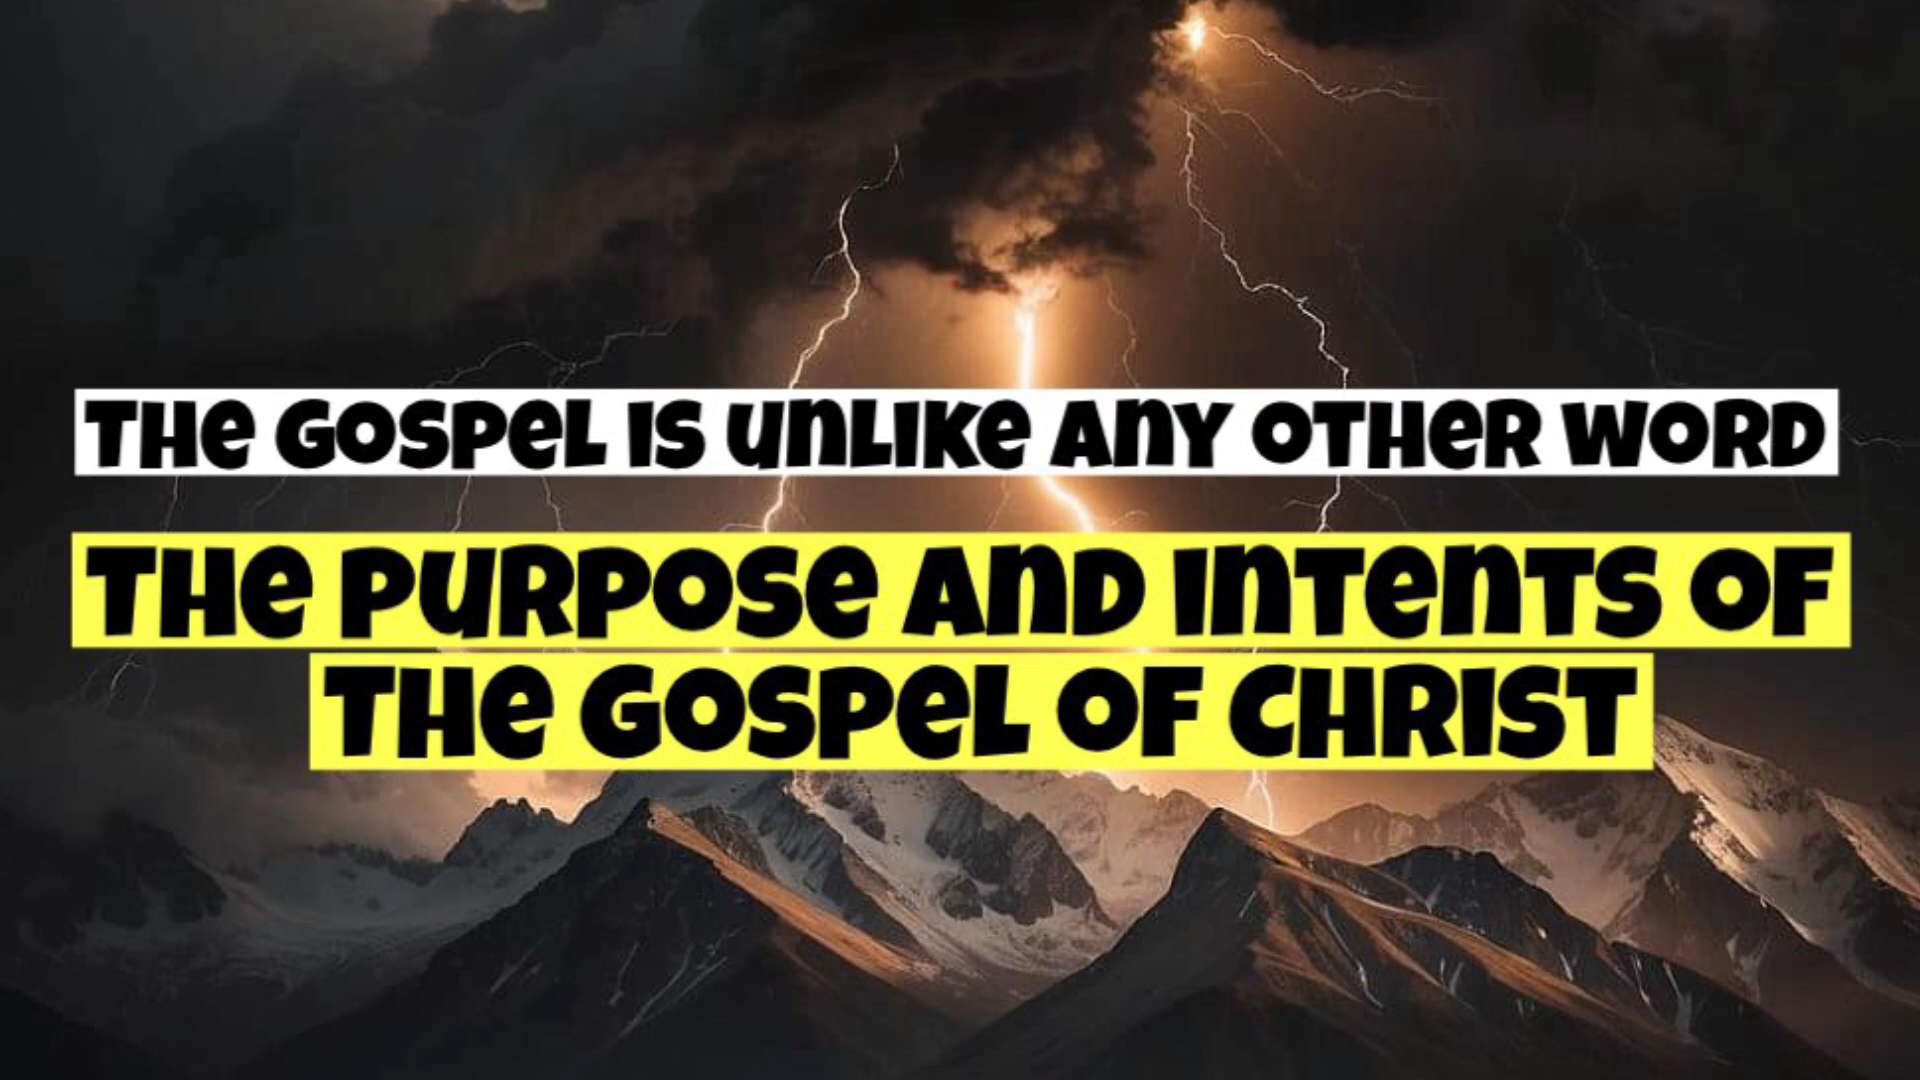 THE GOSPEL IS UNLIKE ANY OTHER WORD
THE PURPOSE AND INTENTS OF
THE GOSPEL OF CHRIST